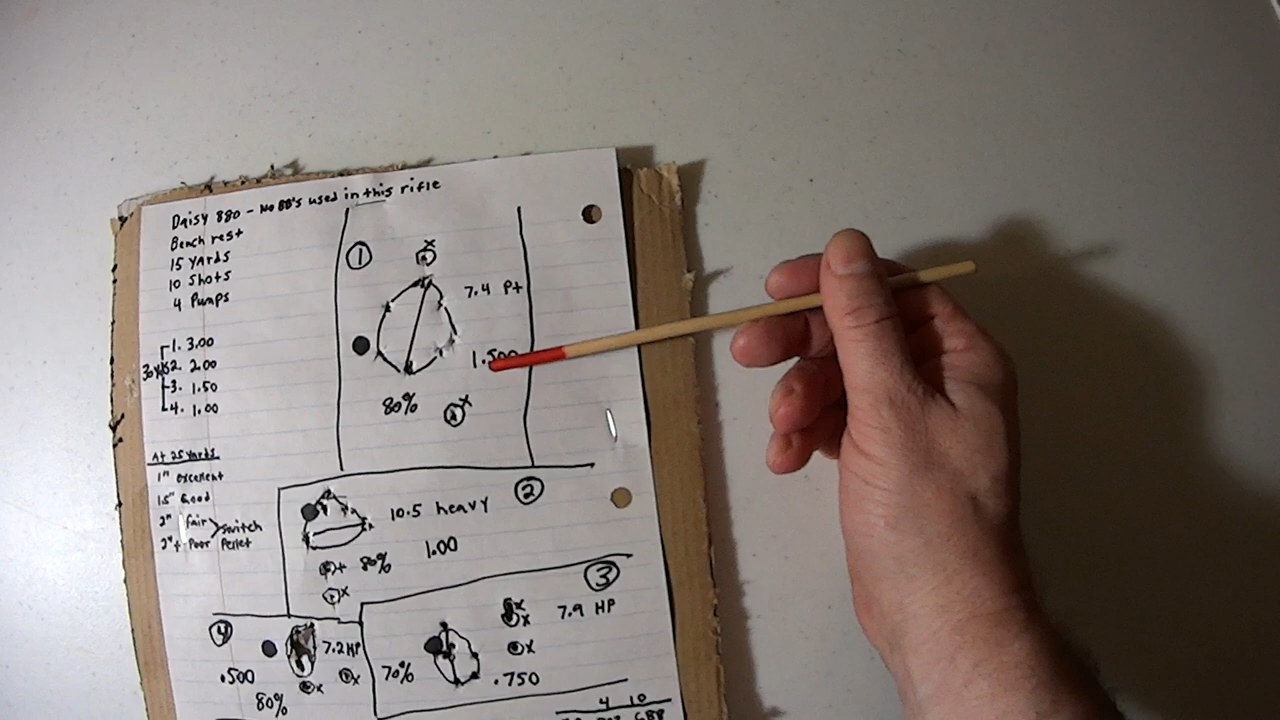 Daisy 880 - No BB's used in this rifle
Bench rest
15 YARDS
10 Shots
4 Pumps
1. 3.00
2. 2.00
3. 1.50
4. 1.00
At 25 YARDS
1" excellent
1.5" Good
2" fair
2"+ Poor
switch
Pellet
①
x
7.4 Pt
1.500
80%
x
②
10.5 heavy
1.00
80%
x
③
x
x
7.9 HP
x
70%
.750
④
7.2 HP
.500
x
x
80%
4 10
688